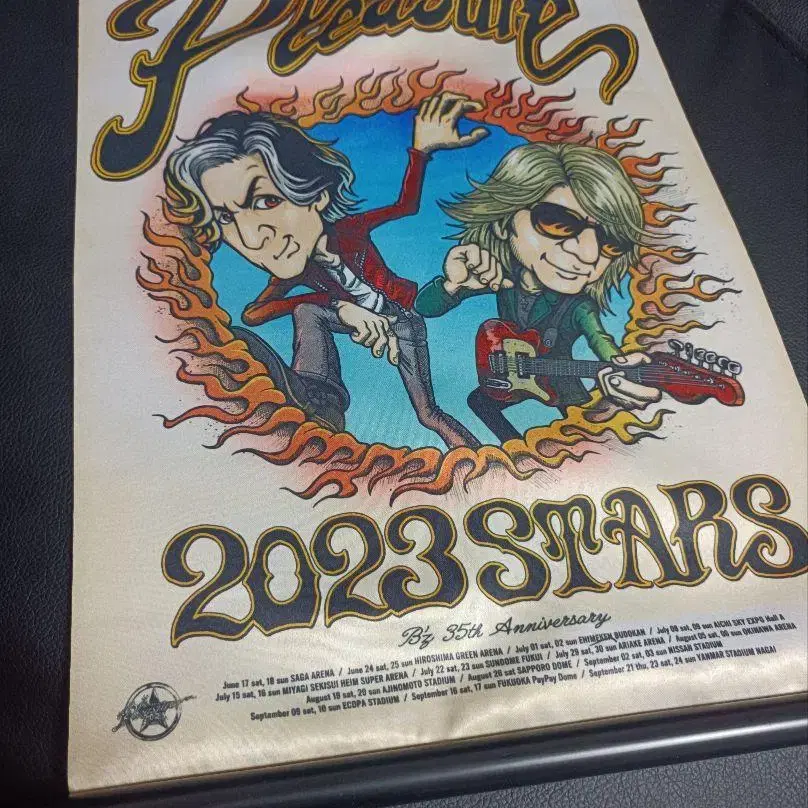 Pleasure
2023 STARS
B'z 35th Anniversary
June 17 sat, 18 sun SAGA ARENA / June 24 sat, 25 sun HIROSHIMA GREEN ARENA / July 01 sat, 02 sun EHIMEKEN BUDOKAN / July 08 sat, 09 sun AICHI SKY EXPO Hall A
July 15 sat, 16 sun MIYAGI SEKISUI HEIM SUPER ARENA / July 22 sat, 23 sun SUNDOME FUKUI / July 29 sat, 30 sun ARIAKE ARENA / August 05 sat, 06 sun OKINAWA ARENA
August 19 sat, 20 sun AJINOMOTO STADIUM / August 26 sat SAPPORO DOME / September 02 sat, 03 sun NISSAN STADIUM
September 09 sat, 10 sun ECOPA STADIUM / September 16 sat, 17 sun FUKUOKA PayPay Dome / September 21 thu, 23 sat, 24 sun YANMAR STADIUM NAGAI